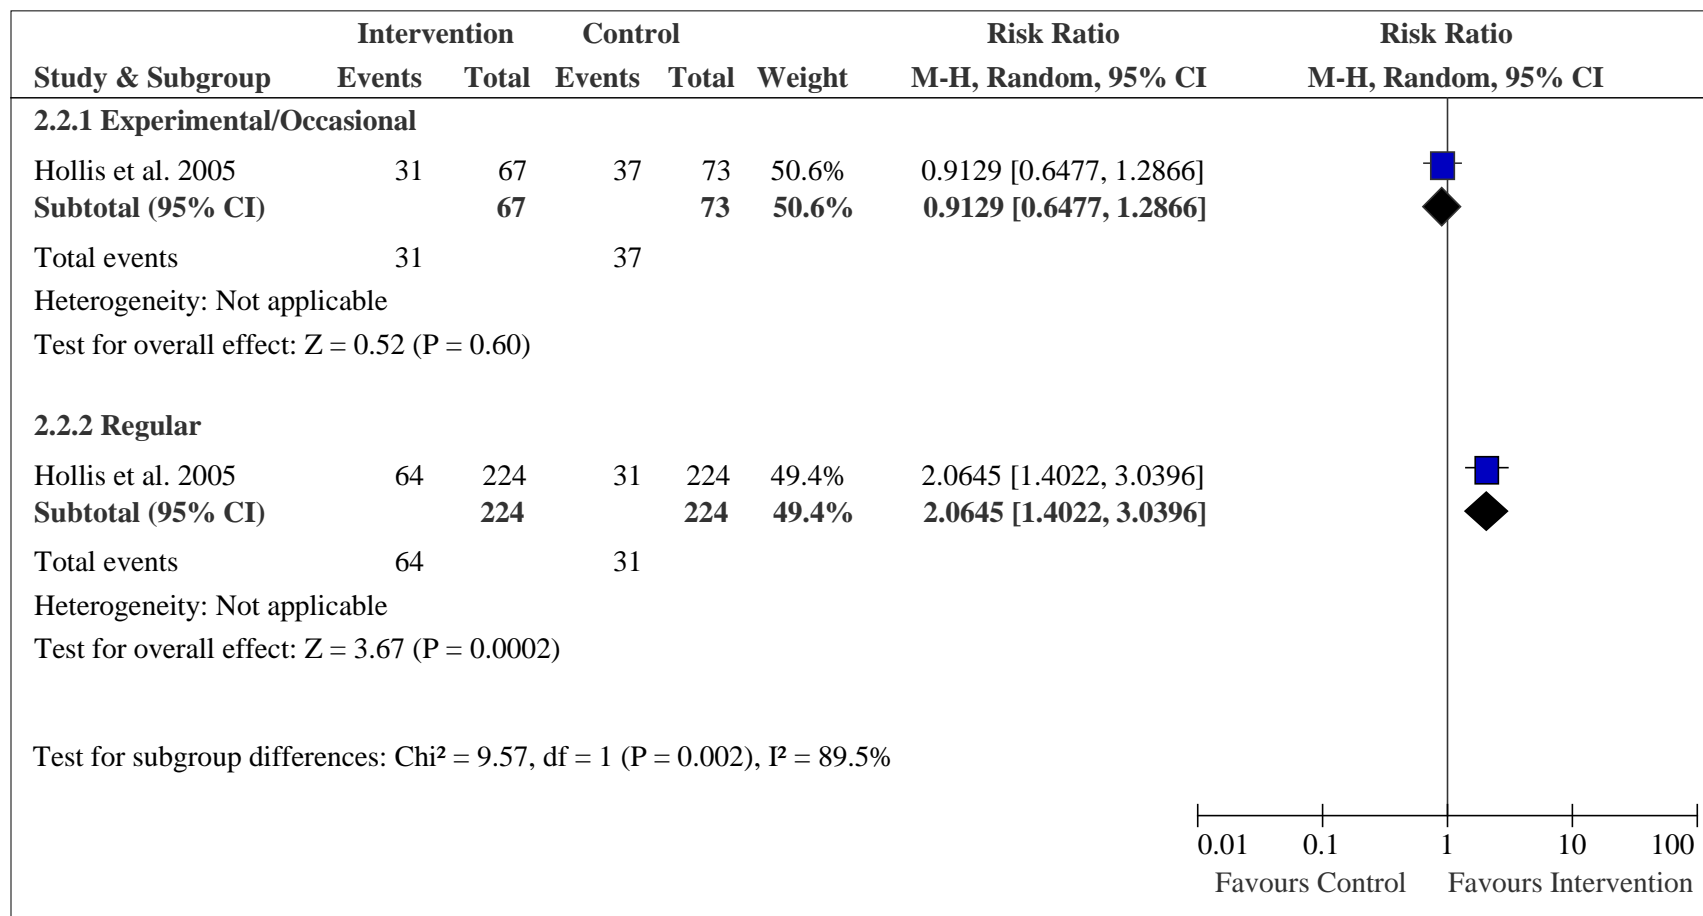 Intervention Control Risk Ratio Risk Ratio
Study & Subgroup Events Total Events Total Weight M-H, Random, 95% CI M-H, Random, 95% CI
2.2.1 Experimental/Occasional
Hollis et al. 2005 31 67 37 73 50.6% 0.9129 [0.6477, 1.2866]
Subtotal (95% CI) 67 73 50.6% 0.9129 [0.6477, 1.2866]
Total events 31 37
Heterogeneity: Not applicable
Test for overall effect: Z = 0.52 (P = 0.60)
2.2.2 Regular
Hollis et al. 2005 64 224 31 224 49.4% 2.0645 [1.4022, 3.0396]
Subtotal (95% CI) 224 224 49.4% 2.0645 [1.4022, 3.0396]
Total events 64 31
Heterogeneity: Not applicable
Test for overall effect: Z = 3.67 (P = 0.0002)
Test for subgroup differences: Chi² = 9.57, df = 1 (P = 0.002), I² = 89.5%
0.01 0.1 1 10 100
Favours Control Favours Intervention